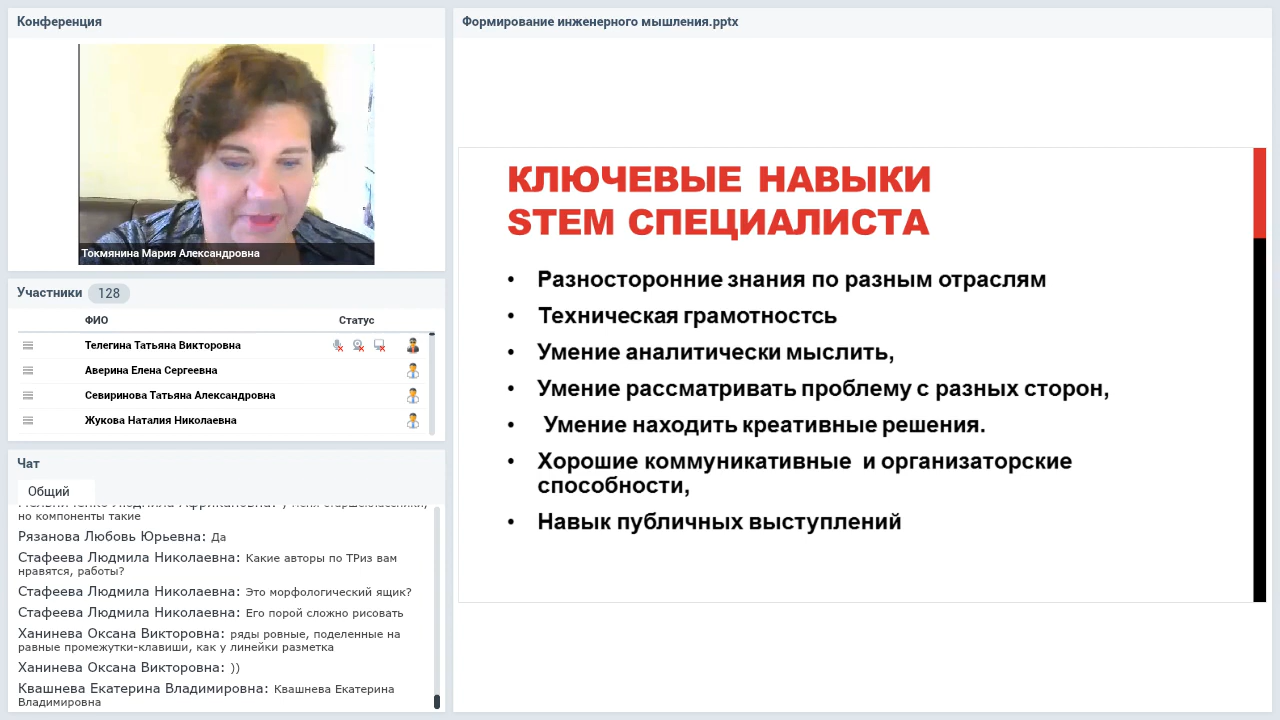 Конференция
Токмянина Мария Александровна
Участники 128
ФИО Статус
Телегина Татьяна Викторовна
Аверина Елена Сергеевна
Севиринова Татьяна Александровна
Жукова Наталия Николаевна
Чат
Общий
но компоненты такие
Рязанова Любовь Юрьевна: Да
Стафеева Людмила Николаевна: Какие авторы по ТРиз вам
нравятся, работы?
Стафеева Людмила Николаевна: Это морфологический ящик?
Стафеева Людмила Николаевна: Его порой сложно рисовать
Ханинева Оксана Викторовна: ряды ровные, поделенные на
равные промежутки-клавиши, как у линейки разметка
Ханинева Оксана Викторовна: ))
Квашнева Екатерина Владимировна: Квашнева Екатерина
Владимировна
Формирование инженерного мышления.pptx
КЛЮЧЕВЫЕ НАВЫКИ
STEM СПЕЦИАЛИСТА
• Разносторонние знания по разным отраслям
• Техническая грамотностсь
• Умение аналитически мыслить,
• Умение рассматривать проблему с разных сторон,
• Умение находить креативные решения.
• Хорошие коммуникативные и организаторские
способности,
• Навык публичных выступлений